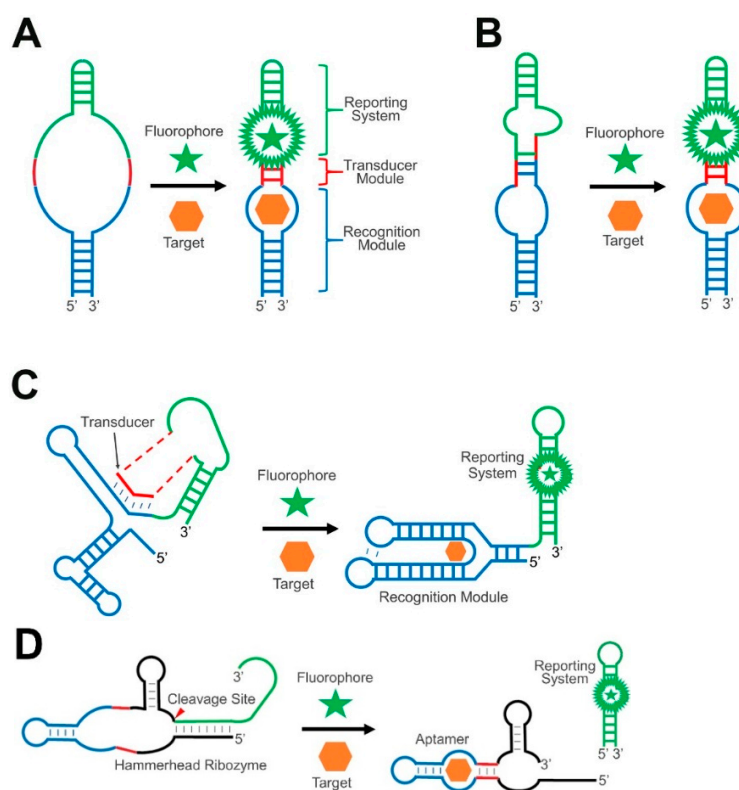 A
B
Fluorophore
Target
Reporting
System
Transducer
Module
Recognition
Module
5’ 3’
5’ 3’
Fluorophore
Target
5’ 3’
5’ 3’
C
Transducer
3’
5’
Fluorophore
Target
Reporting
System
5’ 3’
Recognition Module
D
3’
Cleavage Site
5’
Hammerhead Ribozyme
Fluorophore
Target
Aptamer
3’
5’
Reporting
System
5’ 3’